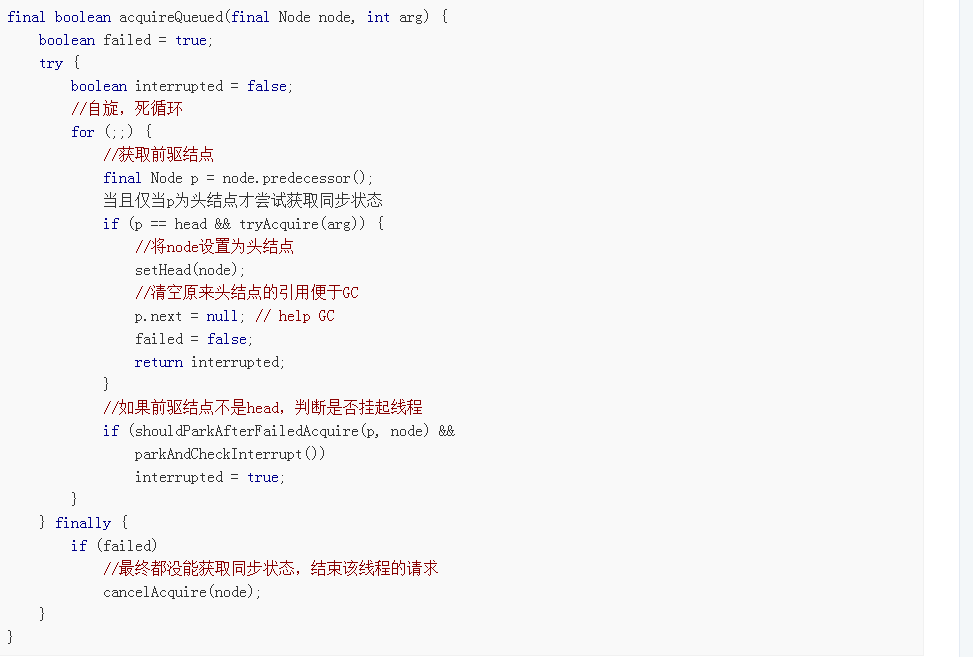 final boolean acquireQueued(final Node node, int arg) {
    boolean failed = true;
    try {
        boolean interrupted = false;
        //自旋，死循环
        for (;;) {
            //获取前驱结点
            final Node p = node.predecessor();
            当且仅当p为头结点才尝试获取同步状态
            if (p == head && tryAcquire(arg)) {
                //将node设置为头结点
                setHead(node);
                //清空原来头结点的引用便于GC
                p.next = null; // help GC
                failed = false;
                return interrupted;
            }
            //如果前驱结点不是head，判断是否挂起线程
            if (shouldParkAfterFailedAcquire(p, node) &&
                parkAndCheckInterrupt())
                interrupted = true;
        }
    } finally {
        if (failed)
            //最终都没能获取同步状态，结束该线程的请求
            cancelAcquire(node);
    }
}